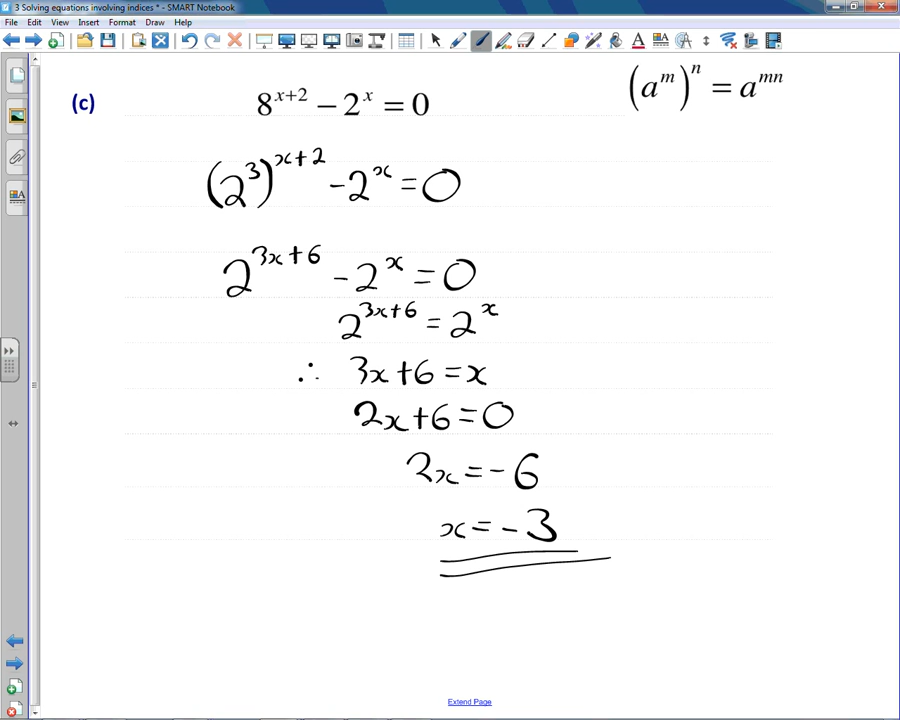 3 Solving equations involving indices * - SMART Notebook
File Edit View Insert Format Draw Help
(c) 8^{x+2} − 2^x = 0
(a^m)^n = a^{mn}
(2^3)^{x+2} − 2^x = 0
2^{3x+6} − 2^x = 0
2^{3x+6} = 2^x
∴ 3x+6 = x
2x+6 = 0
2x = −6
x = −3
Extend Page